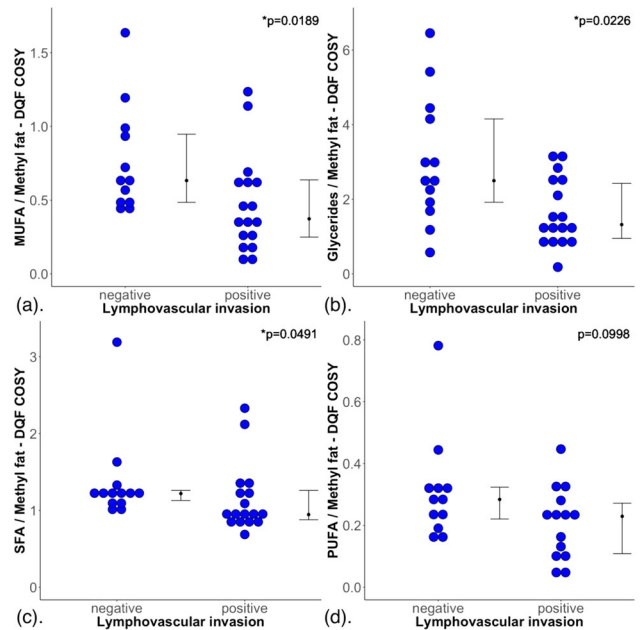 *p=0.0189
MUFA / Methyl fat - DQF COSY
1.5
1.0
0.5
0.0
negative positive
(a). Lymphovascular invasion
*p=0.0226
Glycerides / Methyl fat - DQF COSY
6
4
2
0
negative positive
(b). Lymphovascular invasion
*p=0.0491
SFA / Methyl fat - DQF COSY
3
2
1
0
negative positive
(c). Lymphovascular invasion
p=0.0998
PUFA / Methyl fat - DQF COSY
0.8
0.6
0.4
0.2
0.0
negative positive
(d). Lymphovascular invasion